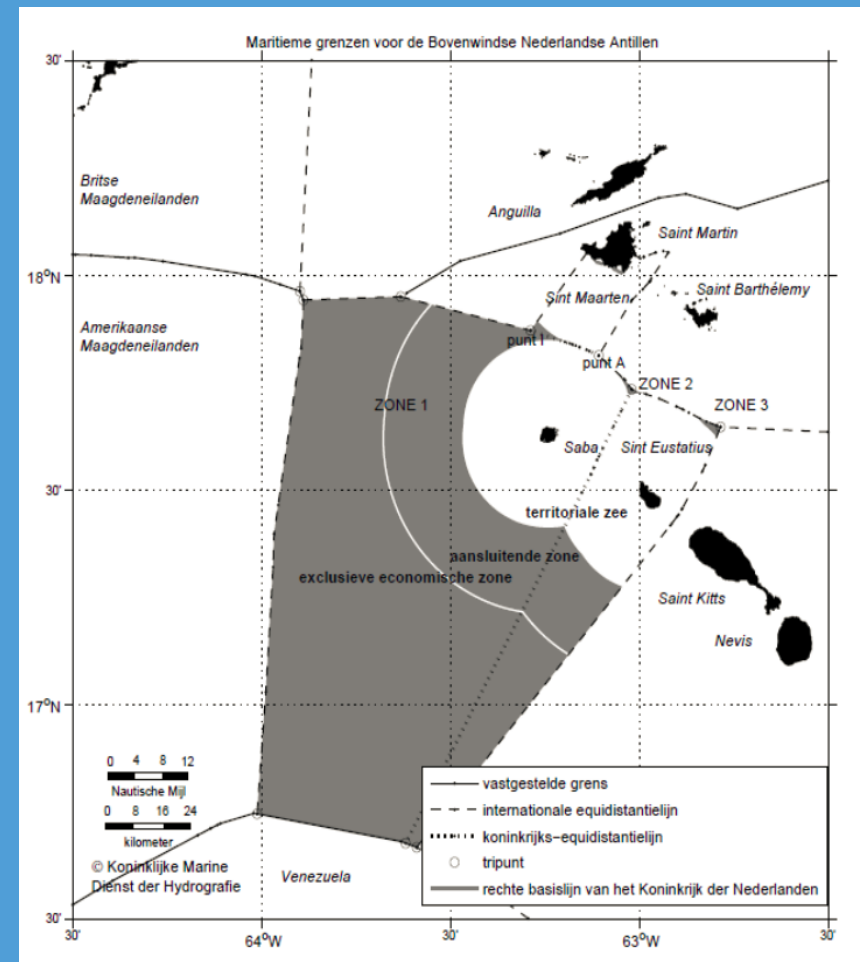 Maritieme grenzen voor de Bovenwindse Nederlandse Antillen
30'
Britse
Maagdeneilanden
Anguilla
Saint Martin
18°N
Sint Maarten
Saint Barthélemy
Amerikaanse
Maagdeneilanden
punt I
punt A
ZONE 2
ZONE 1
ZONE 3
Saba
Sint Eustatius
30'
territoriale zee
aansluitende zone
exclusieve economische zone
Saint Kitts
Nevis
17°N
0 4 8 12
Nautische Mijl
0 8 16 24
kilometer
© Koninklijke Marine
Dienst der Hydrografie
Venezuela
vastgestelde grens
internationale equidistantielijn
koninkrijks-equidistantielijn
tripunt
rechte basislijn van het Koninkrijk der Nederlanden
30'
30'
64°W
30'
63°W
30'